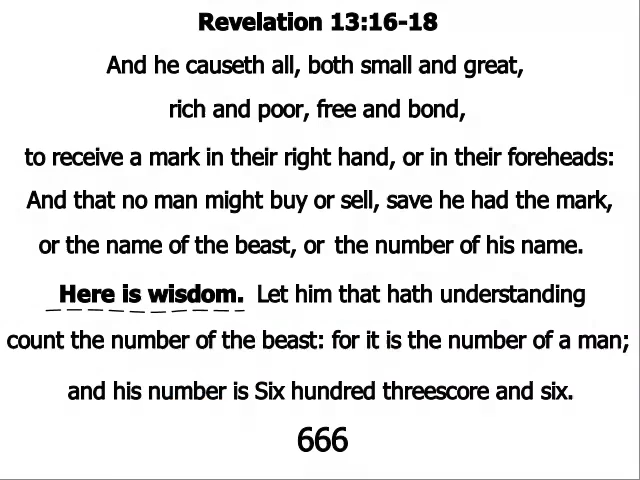 Revelation 13:16-18
And he causeth all, both small and great,
rich and poor, free and bond,
to receive a mark in their right hand, or in their foreheads:
And that no man might buy or sell, save he had the mark,
or the name of the beast, or the number of his name.
Here is wisdom. Let him that hath understanding
count the number of the beast: for it is the number of a man;
and his number is Six hundred threescore and six.
666